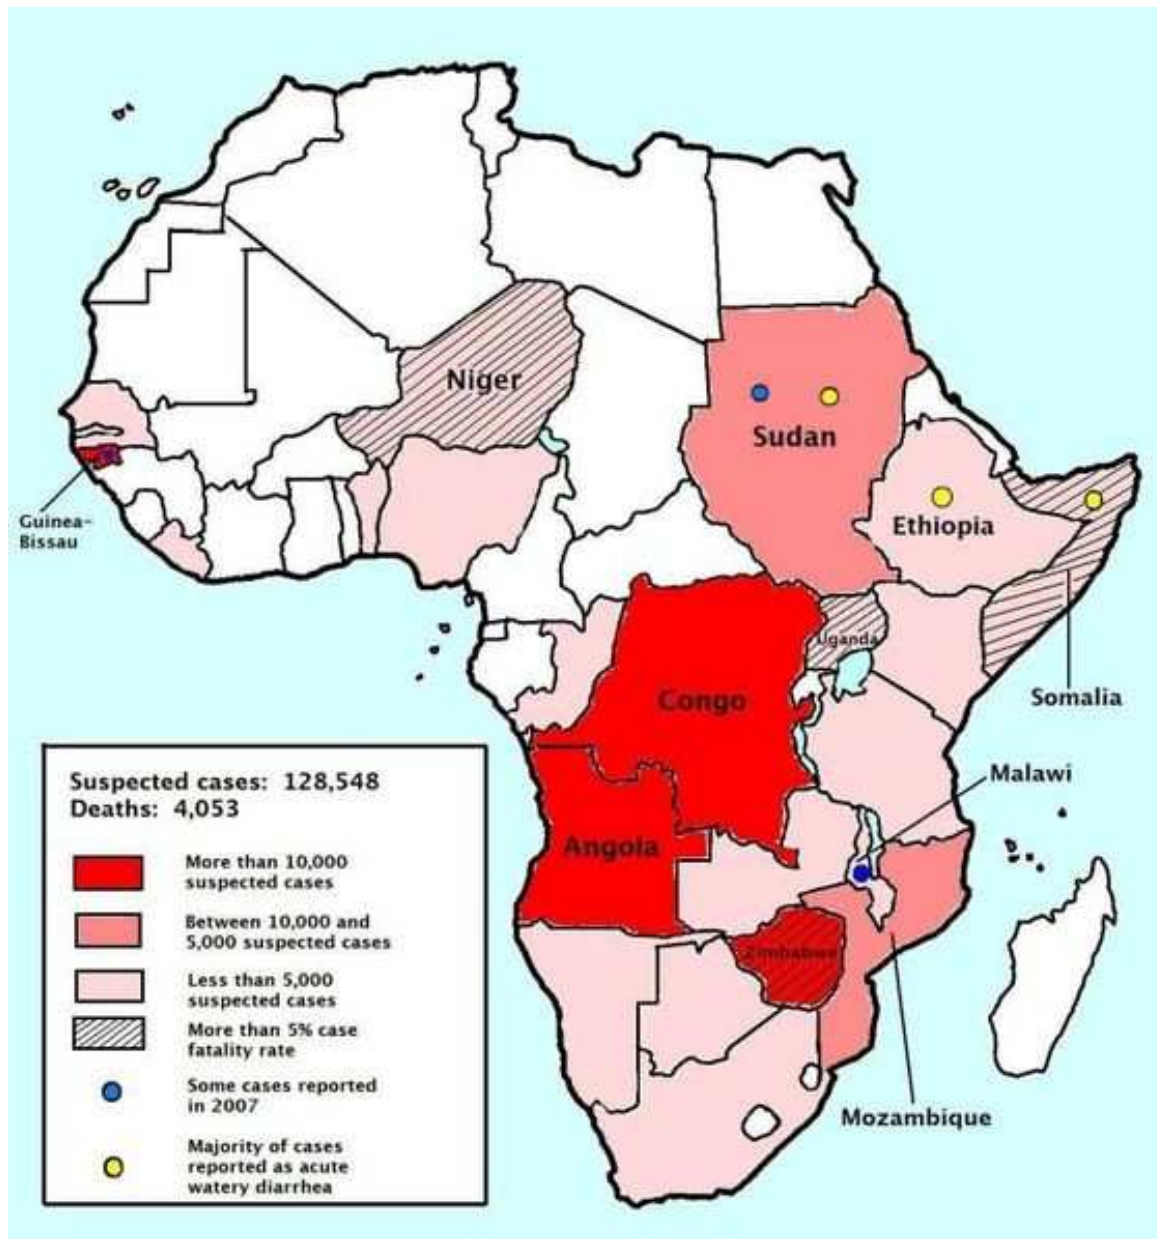 Niger
Sudan
Guinea-
Bissau
Ethiopia
Uganda
Somalia
Congo
Malawi
Angola
Zimbabwe
Mozambique
Suspected cases: 128,548
Deaths: 4,053
More than 10,000
suspected cases
Between 10,000 and
5,000 suspected cases
Less than 5,000
suspected cases
More than 5% case
fatality rate
Some cases reported
in 2007
Majority of cases
reported as acute
watery diarrhea